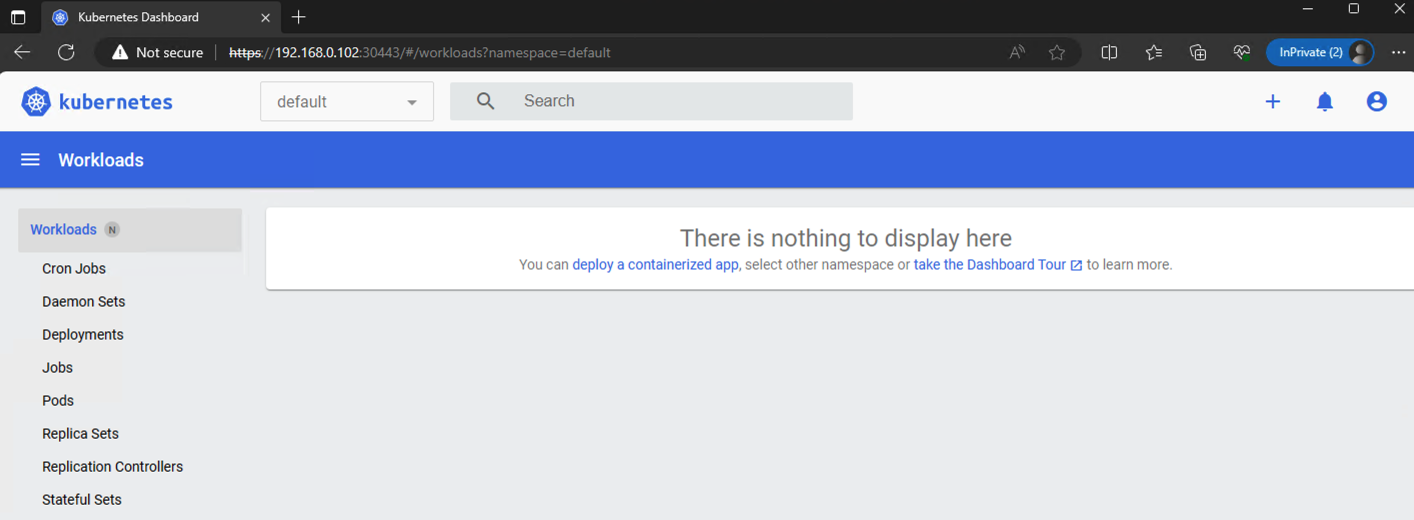 Kubernetes Dashboard
Not secure https://192.168.0.102:30443/#/workloads?namespace=default InPrivate (2)
kubernetes default Search
Workloads
Workloads N
Cron Jobs
Daemon Sets
Deployments
Jobs
Pods
Replica Sets
Replication Controllers
Stateful Sets
There is nothing to display here
You can deploy a containerized app, select other namespace or take the Dashboard Tour to learn more.